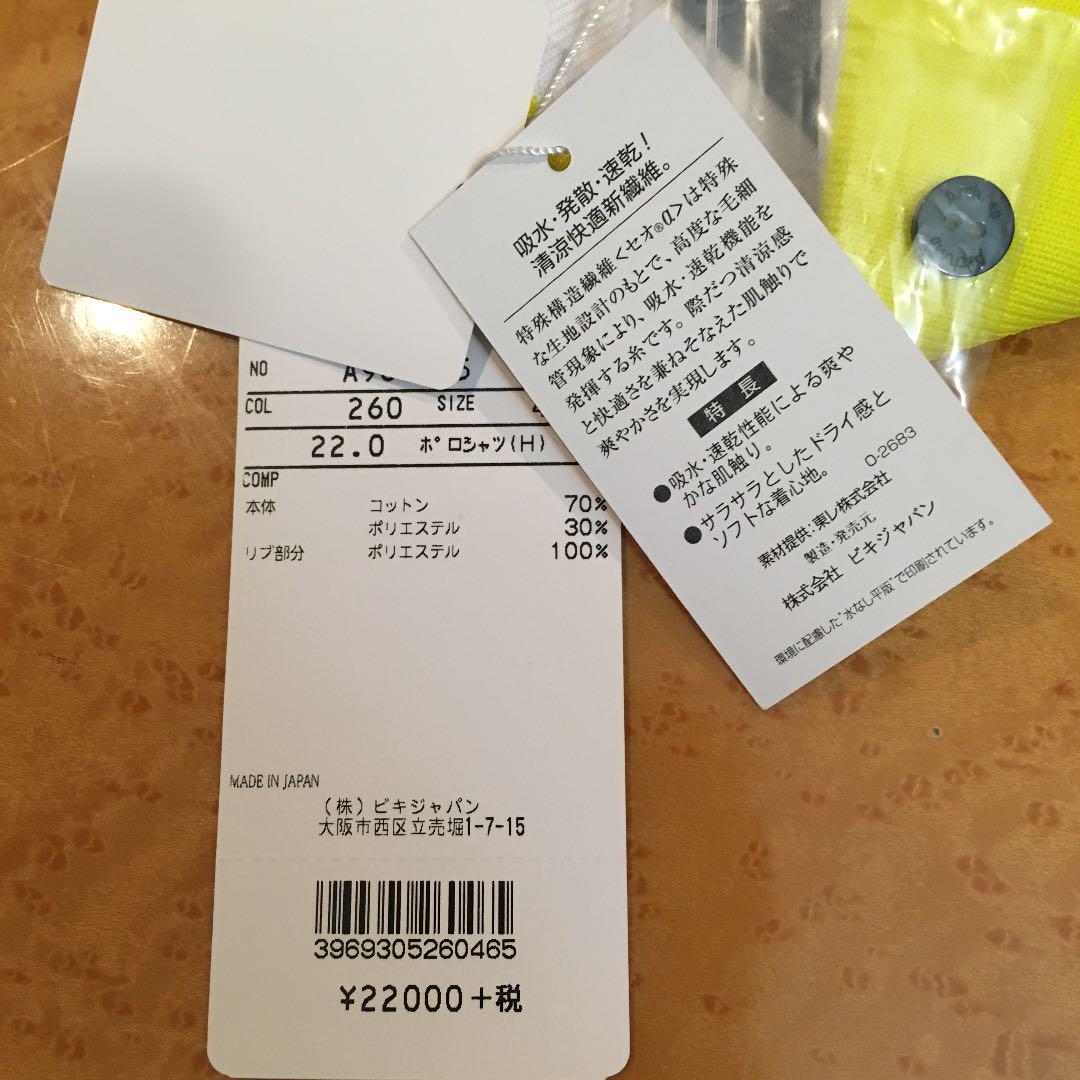 NO
COL 260 SIZE
22.0 ポロシャツ(H)
COMP
本体 コットン 70%
ポリエステル 30%
リブ部分 ポリエステル 100%
MADE IN JAPAN
(株)ビキジャパン
大阪市西区立売堀1-7-15
3969305260465
¥22000+税
吸水・発散・速乾!
清涼快適新繊維。
特殊構造繊維<セオ®α>は特殊
な生地設計のもとで、高度な毛細
管現象により、吸水・速乾機能を
発揮する糸です。際だつ清涼感
と快適さを兼ねそなえた肌触りで
爽やかさを実現します。
特長
●吸水・速乾性能による爽や
かな肌触り。
●サラサラとしたドライ感と
ソフトな着心地。
0-2683
素材提供:東レ株式会社
製造・発売元
株式会社 ビキジャパン
環境に配慮した“水なし平版”で印刷されています。